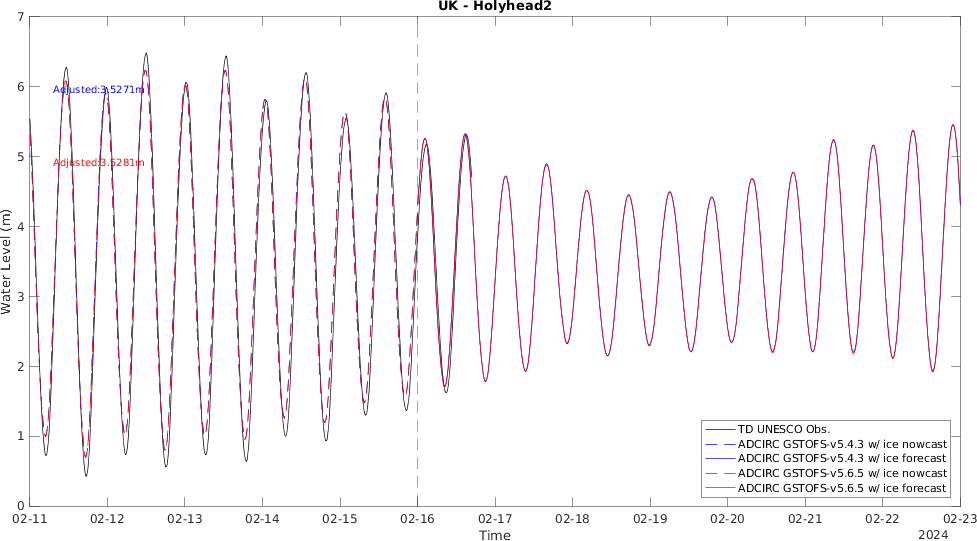 UK - Holyhead2
7
6
5
4
3
2
1
0
Water Level (m)
Adjusted:3.5271m
Adjusted:3.5281m
TD UNESCO Obs.
ADCIRC GSTOFS-v5.4.3 w/ ice nowcast
ADCIRC GSTOFS-v5.4.3 w/ ice forecast
ADCIRC GSTOFS-v5.6.5 w/ ice nowcast
ADCIRC GSTOFS-v5.6.5 w/ ice forecast
02-11 02-12 02-13 02-14 02-15 02-16 02-17 02-18 02-19 02-20 02-21 02-22 02-23
Time
2024